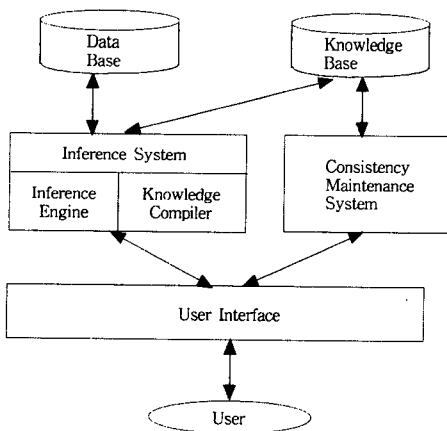 Data
Base
Knowledge
Base
Inference System
Inference
Engine
Knowledge
Compiler
Consistency
Maintenance
System
User Interface
User